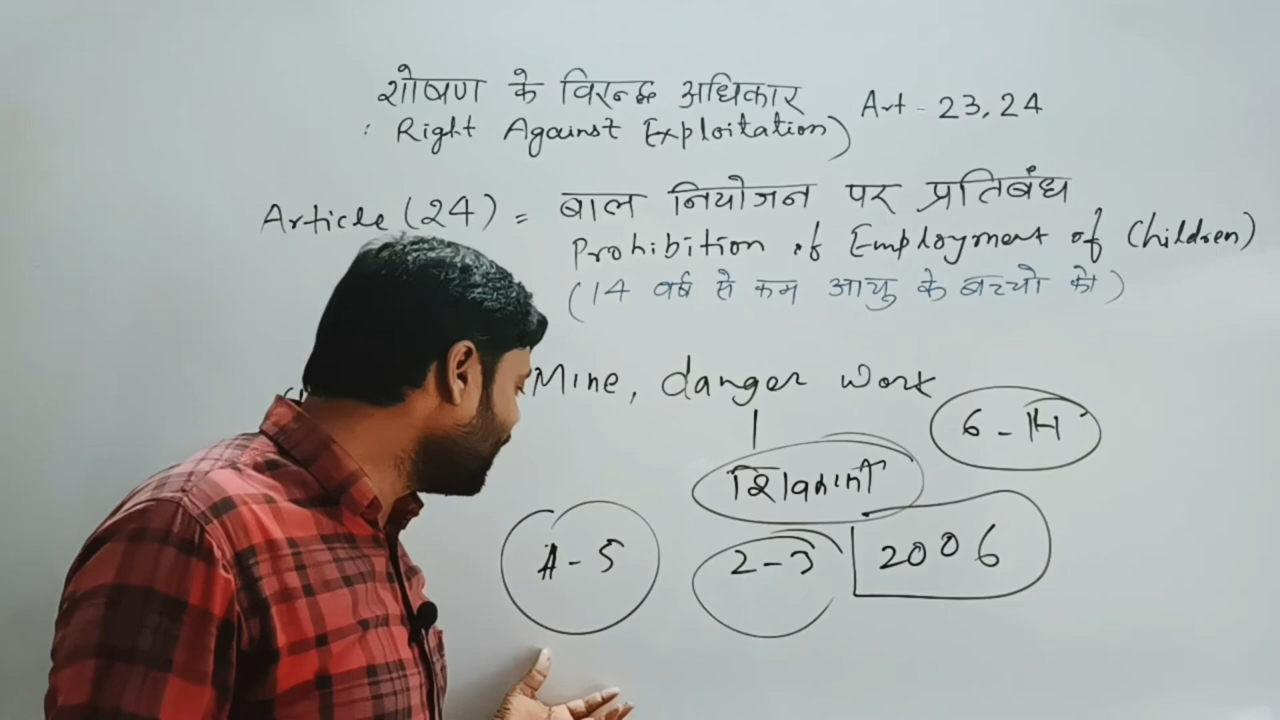 शोषण के विरुद्ध अधिकार Art - 23,24
: Right Against Exploitation)
Article (24) = बाल नियोजन पर प्रतिबंध
Prohibition of Employment of Children)
(14 वर्ष से कम आयु के बच्चो को)
Mine, danger work
6 - 14
A - 5
2 - 3
2006